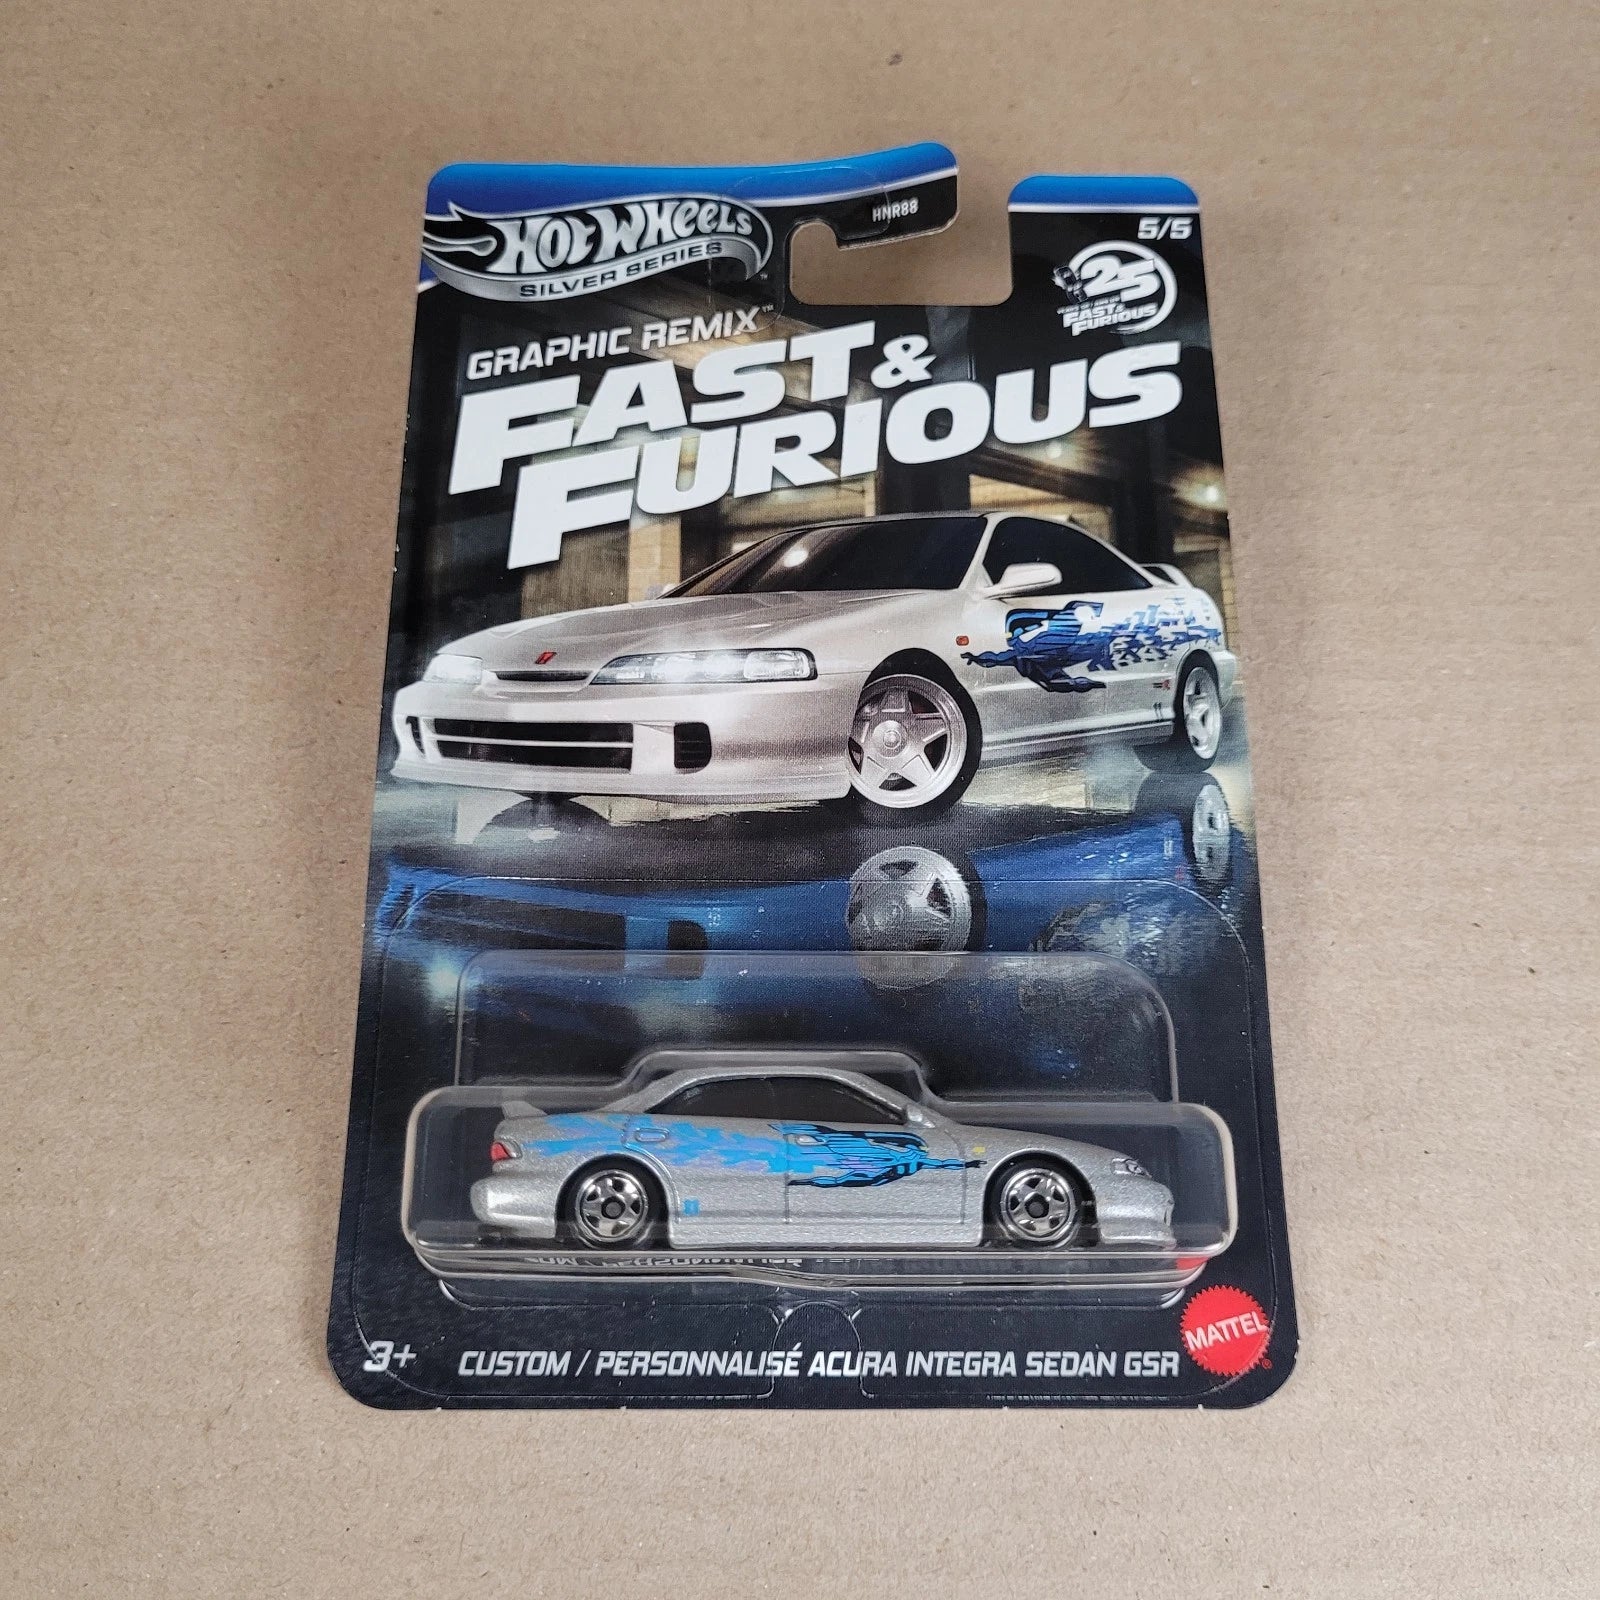 HOT WHEELS
SILVER SERIES
HNR88
5/5
25
FAST &
FURIOUS
GRAPHIC REMIX™
FAST &
FURIOUS
3+
CUSTOM / PERSONNALISÉ ACURA INTEGRA SEDAN GSR
MATTEL